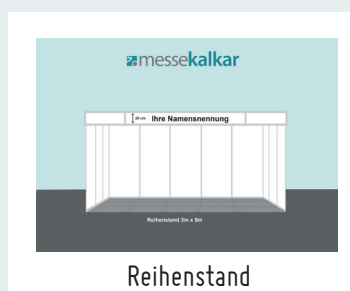 messekalkar
20 cm Ihre Namensnennung
Reihenstand 3m x 5m
Reihenstand